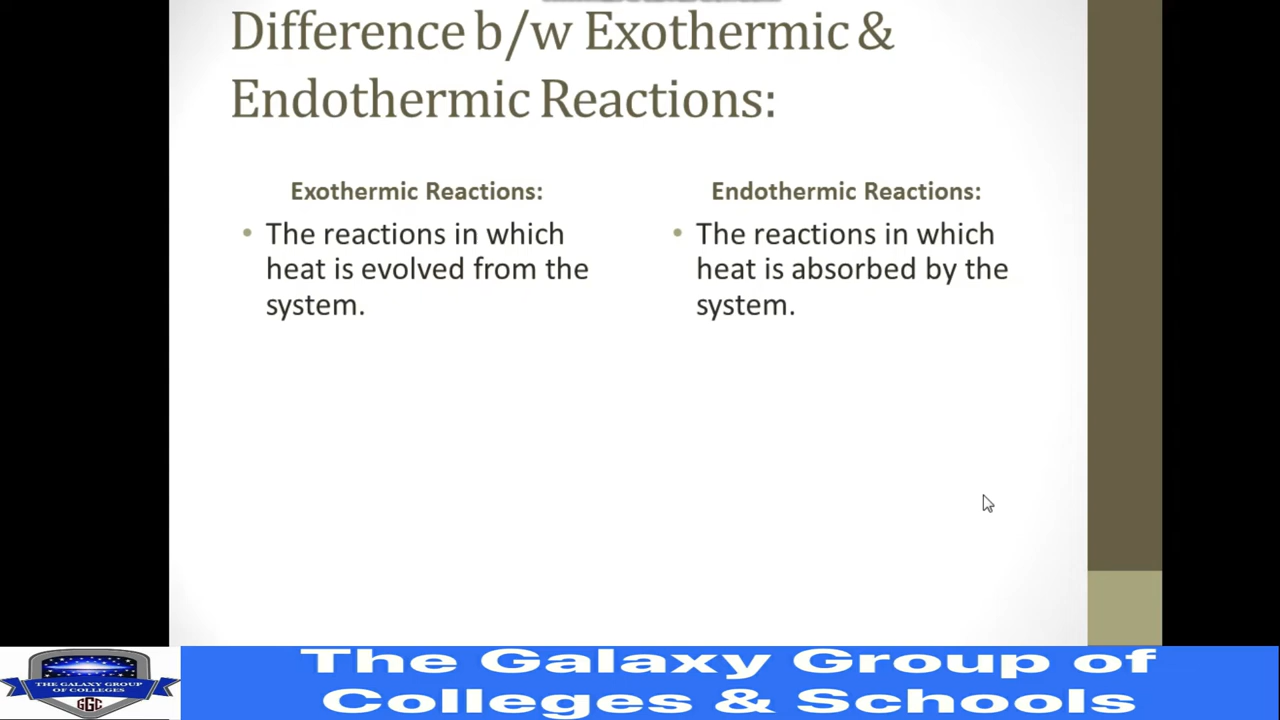 Difference b/w Exothermic &
Endothermic Reactions:
Exothermic Reactions:
• The reactions in which
heat is evolved from the
system.
Endothermic Reactions:
• The reactions in which
heat is absorbed by the
system.
THE GALAXY GROUP
OF COLLEGES
GGC
The Galaxy Group of
Colleges & Schools